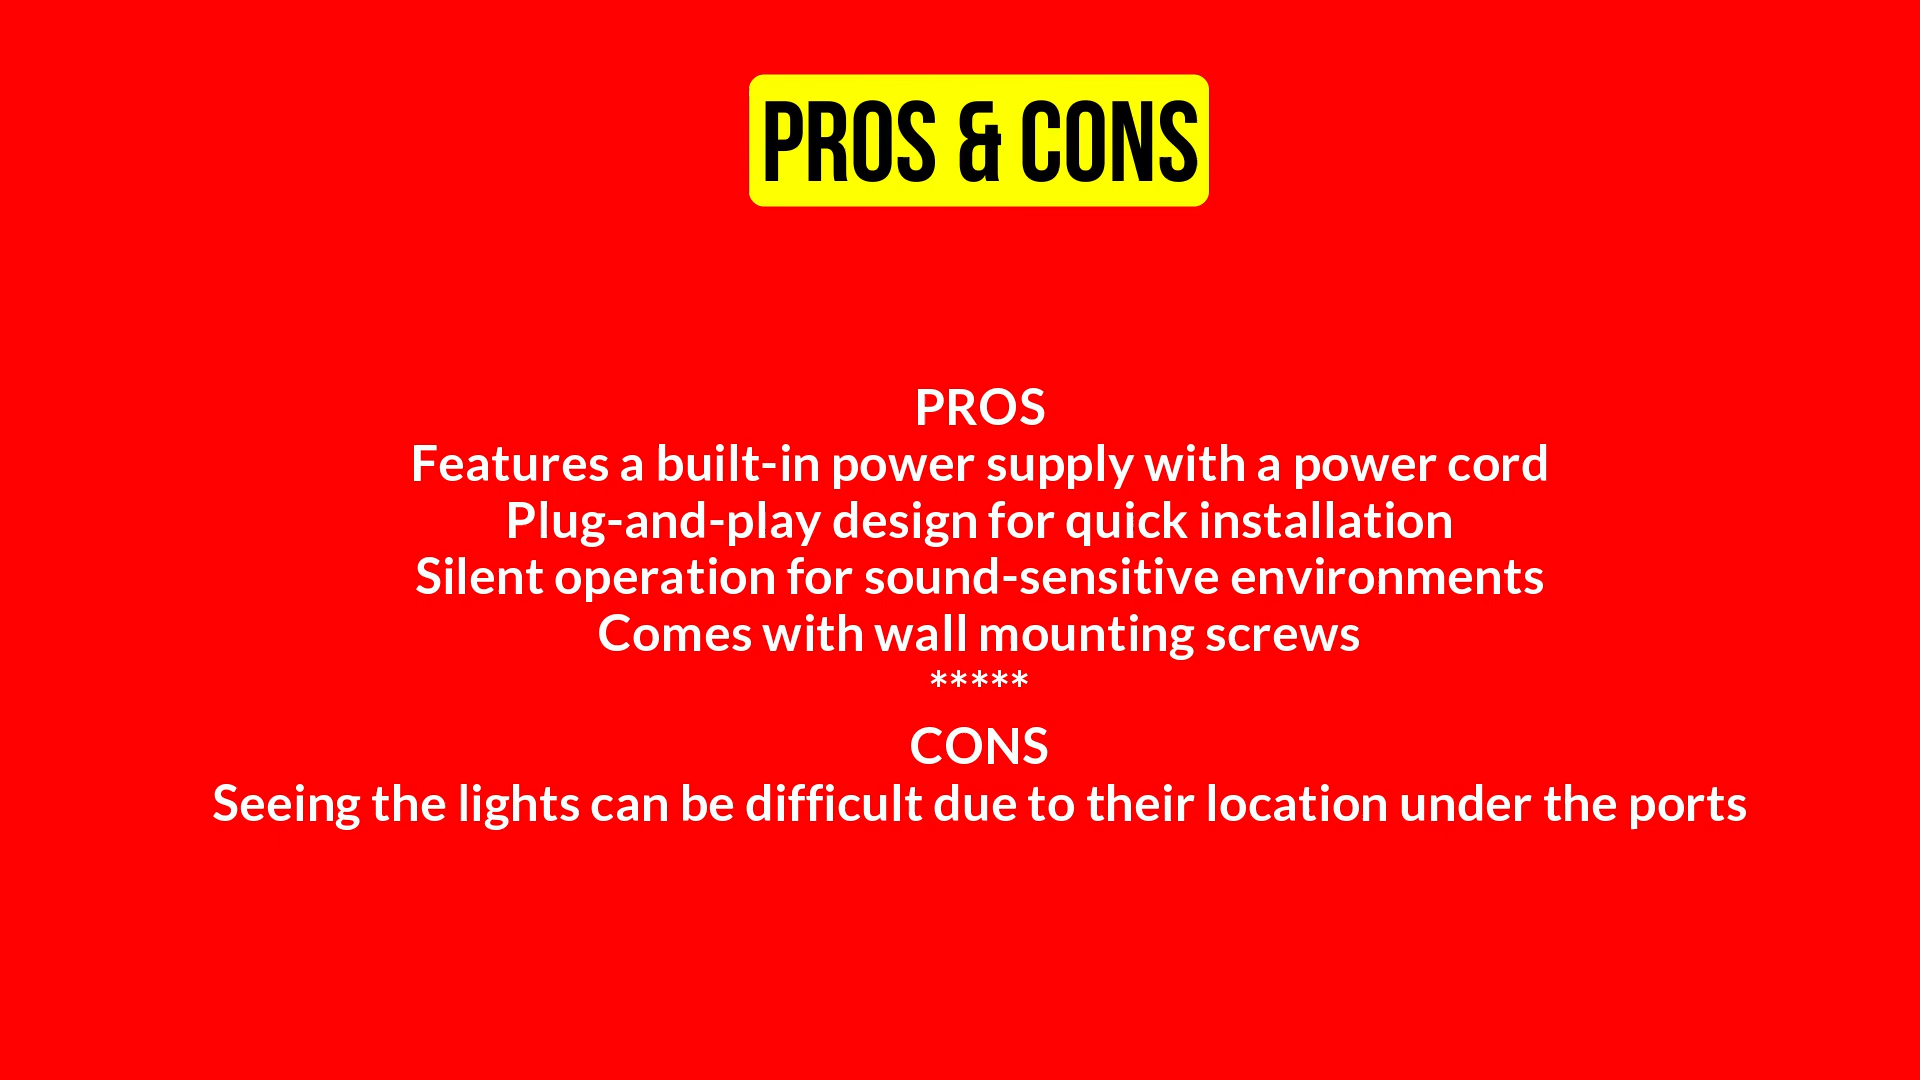 PROS & CONS
PROS
Features a built-in power supply with a power cord
Plug-and-play design for quick installation
Silent operation for sound-sensitive environments
Comes with wall mounting screws
*****
CONS
Seeing the lights can be difficult due to their location under the ports